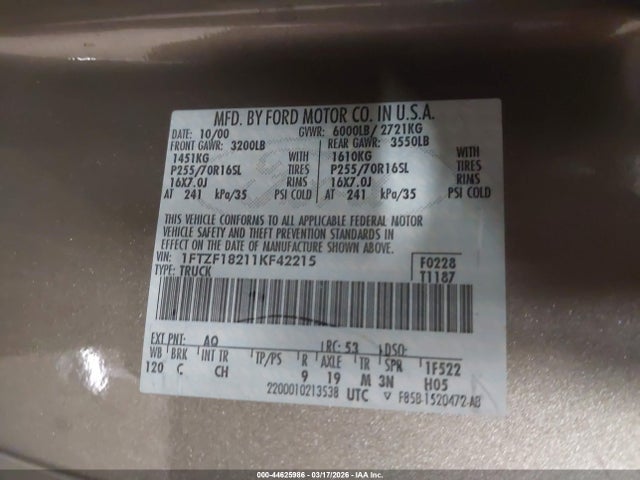 MFD. BY FORD MOTOR CO. IN U.S.A.
DATE: 10/00 GVWR: 6000LB/ 2721KG
FRONT GAWR: 3200LB REAR GAWR: 3550LB
1451KG WITH 1610KG WITH
P255/70R16SL TIRES P255/70R16SL TIRES
16X7.0J RIMS 16X7.0J RIMS
AT 241 kPa/35 PSI COLD AT 241 kPa/35 PSI COLD
THIS VEHICLE CONFORMS TO ALL APPLICABLE FEDERAL MOTOR
VEHICLE SAFETY AND THEFT PREVENTION STANDARDS IN
EFFECT ON THE DATE OF MANUFACTURE SHOWN ABOVE.
VIN: 1FTZF18211KF42215 F0228
TYPE: TRUCK T1187
EXT PNT: AQ RC: 53 DSO:
WB BRK INT TR TP/PS R AXLE TR SPR 1F522
120 C CH 9 19 M 3N H05
2200010213538 UTC F85B-1520472-AB
000-44625986 - 03/17/2026 - IAA Inc.